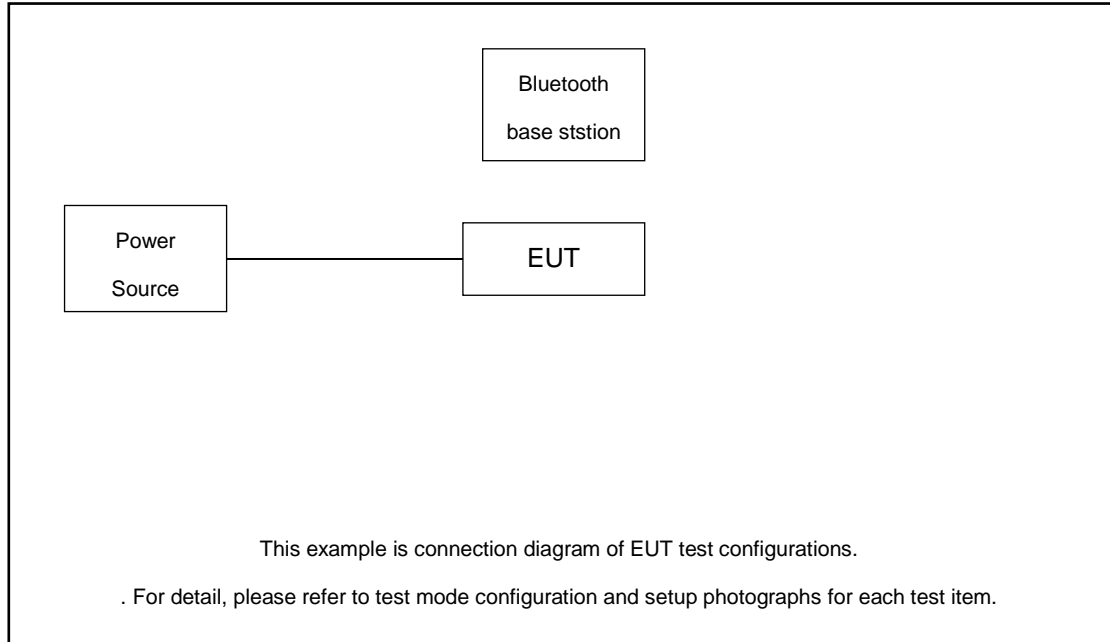 Bluetooth
base ststion
Power
Source
EUT
This example is connection diagram of EUT test configurations.
. For detail, please refer to test mode configuration and setup photographs for each test item.